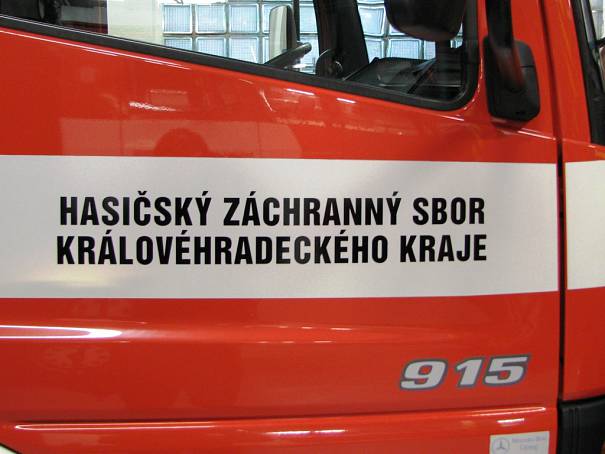 HASIČSKÝ ZÁCHRANNÝ SBOR
KRÁLOVÉHRADECKÉHO KRAJE
915